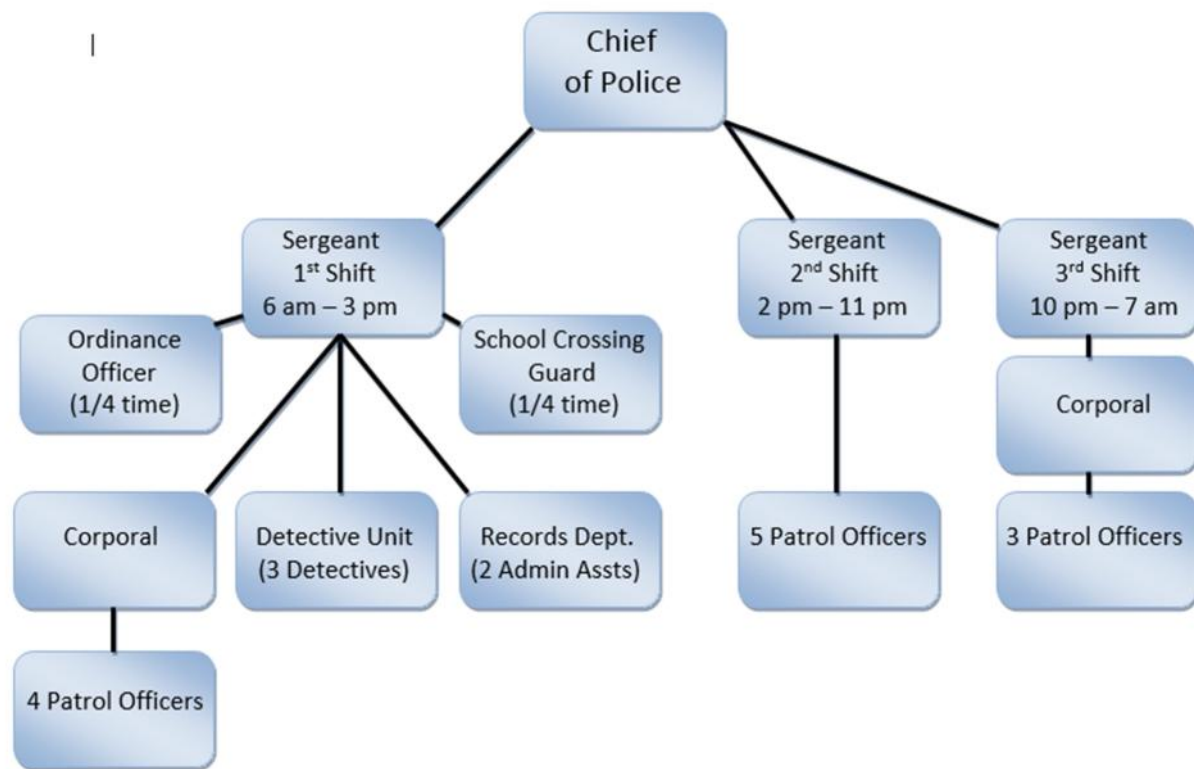 Chief
of Police
Sergeant
1st Shift
6 am – 3 pm
Sergeant
2nd Shift
2 pm – 11 pm
Sergeant
3rd Shift
10 pm – 7 am
Ordinance
Officer
(1/4 time)
School Crossing
Guard
(1/4 time)
Corporal
Corporal
Detective Unit
(3 Detectives)
Records Dept.
(2 Admin Assts)
5 Patrol Officers
3 Patrol Officers
4 Patrol Officers